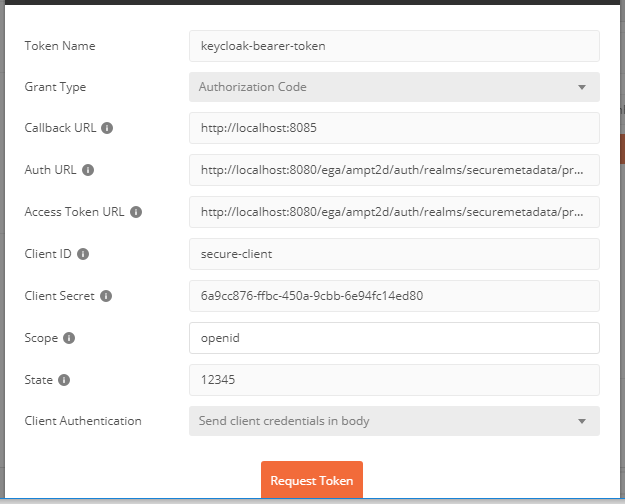 Token Name keycloak-bearer-token
Grant Type Authorization Code
Callback URL http://localhost:8085
Auth URL http://localhost:8080/ega/ampt2d/auth/realms/securemetadata/pr...
Access Token URL http://localhost:8080/ega/ampt2d/auth/realms/securemetadata/pr...
Client ID secure-client
Client Secret 6a9cc876-ffbc-450a-9cbb-6e94fc14ed80
Scope openid
State 12345
Client Authentication Send client credentials in body
Request Token